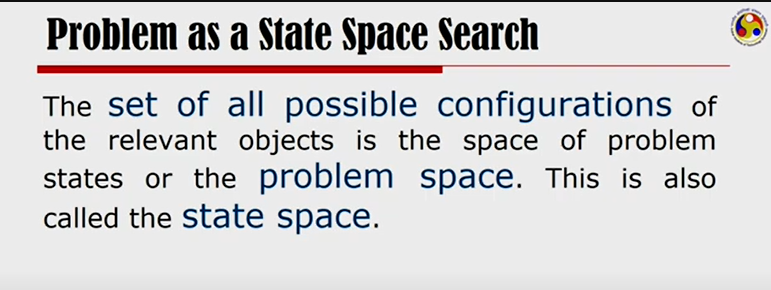 Problem as a State Space Search
The set of all possible configurations of
the relevant objects is the space of problem
states or the problem space. This is also
called the state space.